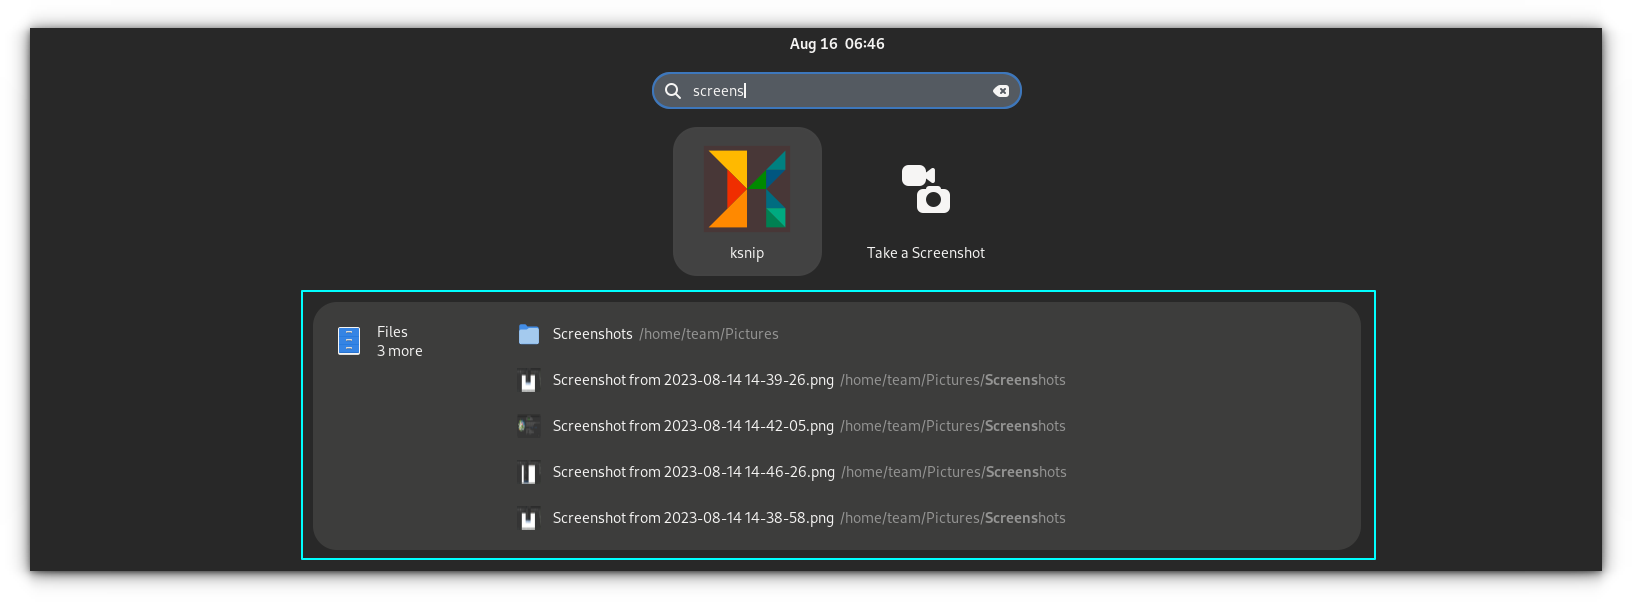 Aug 16 06:46
screens
ksnip
Take a Screenshot
Files
3 more
Screenshots /home/team/Pictures
Screenshot from 2023-08-14 14-39-26.png /home/team/Pictures/Screenshots
Screenshot from 2023-08-14 14-42-05.png /home/team/Pictures/Screenshots
Screenshot from 2023-08-14 14-46-26.png /home/team/Pictures/Screenshots
Screenshot from 2023-08-14 14-38-58.png /home/team/Pictures/Screenshots